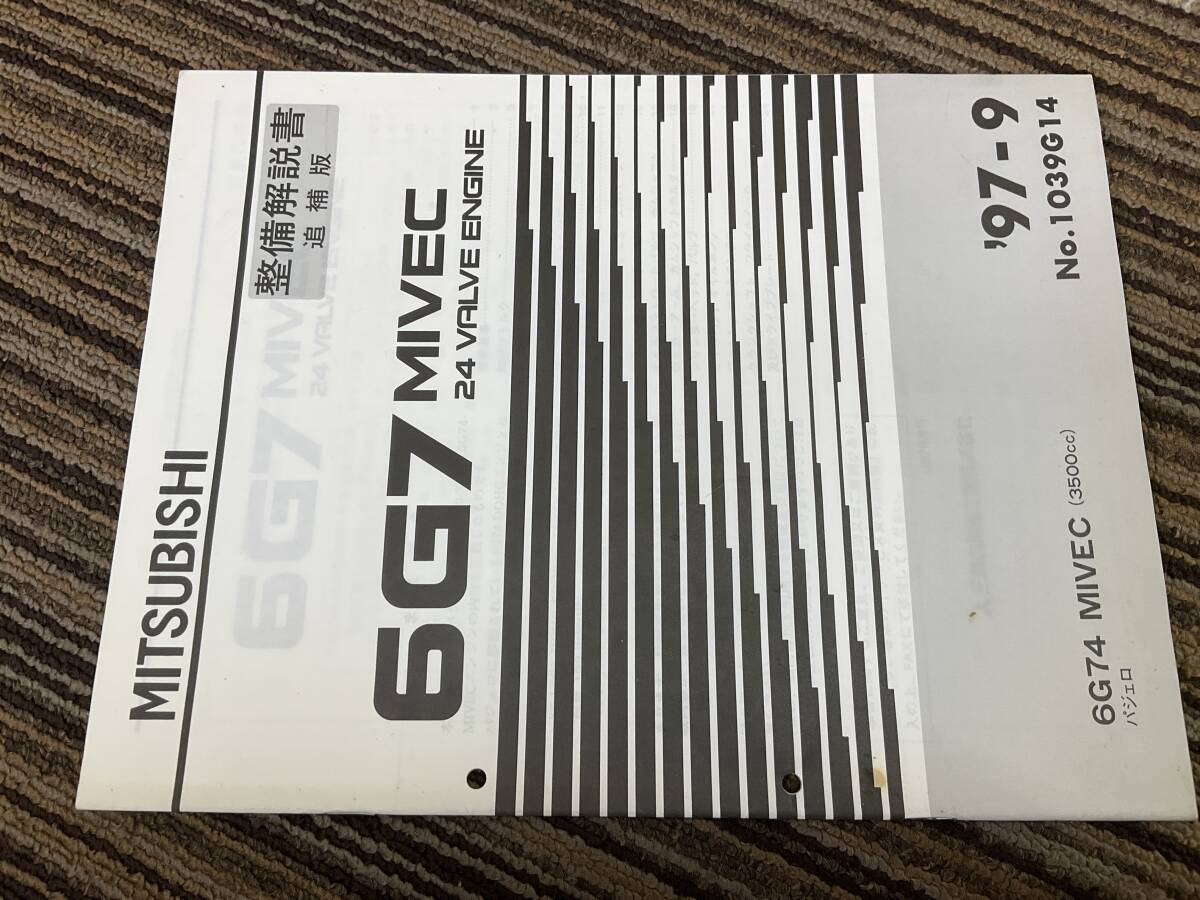 MITSUBISHI
整備解説書
追補版
6G7 MIVEC
24 VALVE ENGINE
'97-9
No.1039G14
6G74 MIVEC (3500cc)
パジェロ